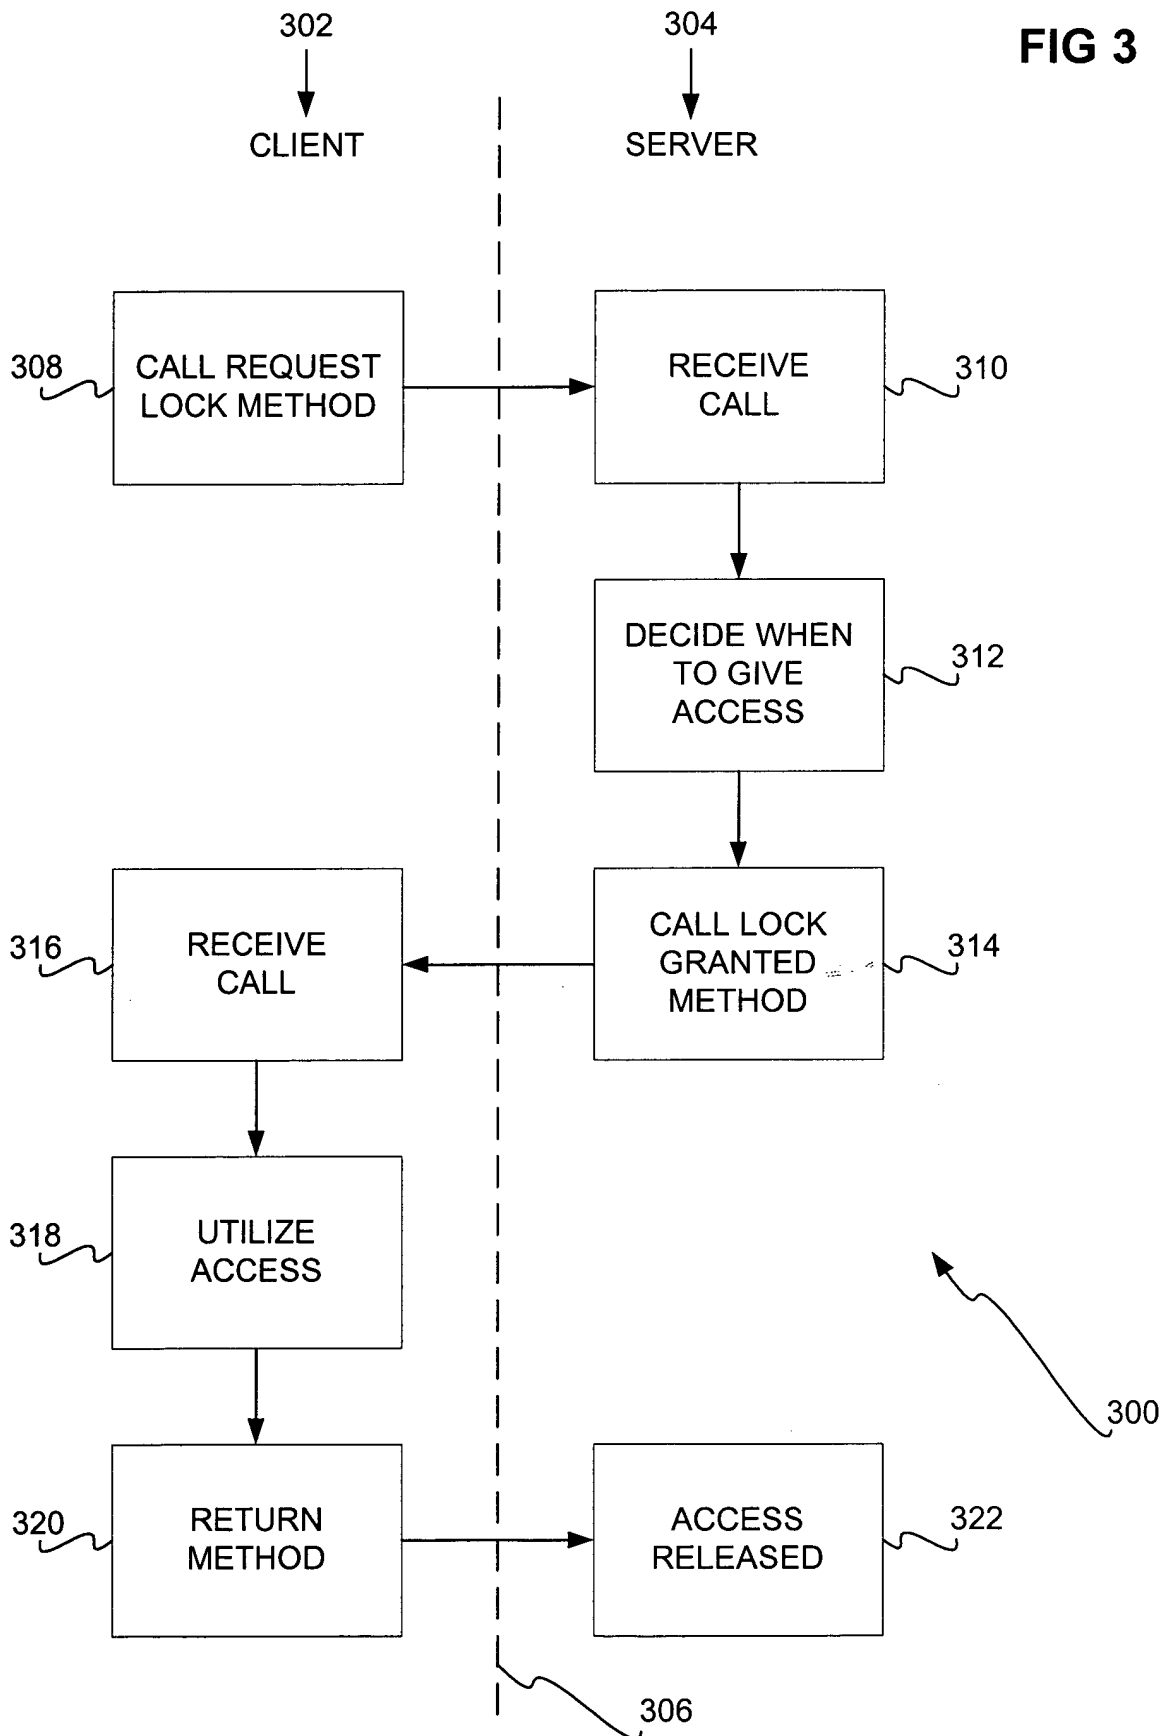 302
304
FIG 3
CLIENT
SERVER
308
CALL REQUEST
LOCK METHOD
RECEIVE
CALL
310
DECIDE WHEN
TO GIVE
ACCESS
312
316
RECEIVE
CALL
CALL LOCK
GRANTED
METHOD
314
318
UTILIZE
ACCESS
300
320
RETURN
METHOD
ACCESS
RELEASED
322
306